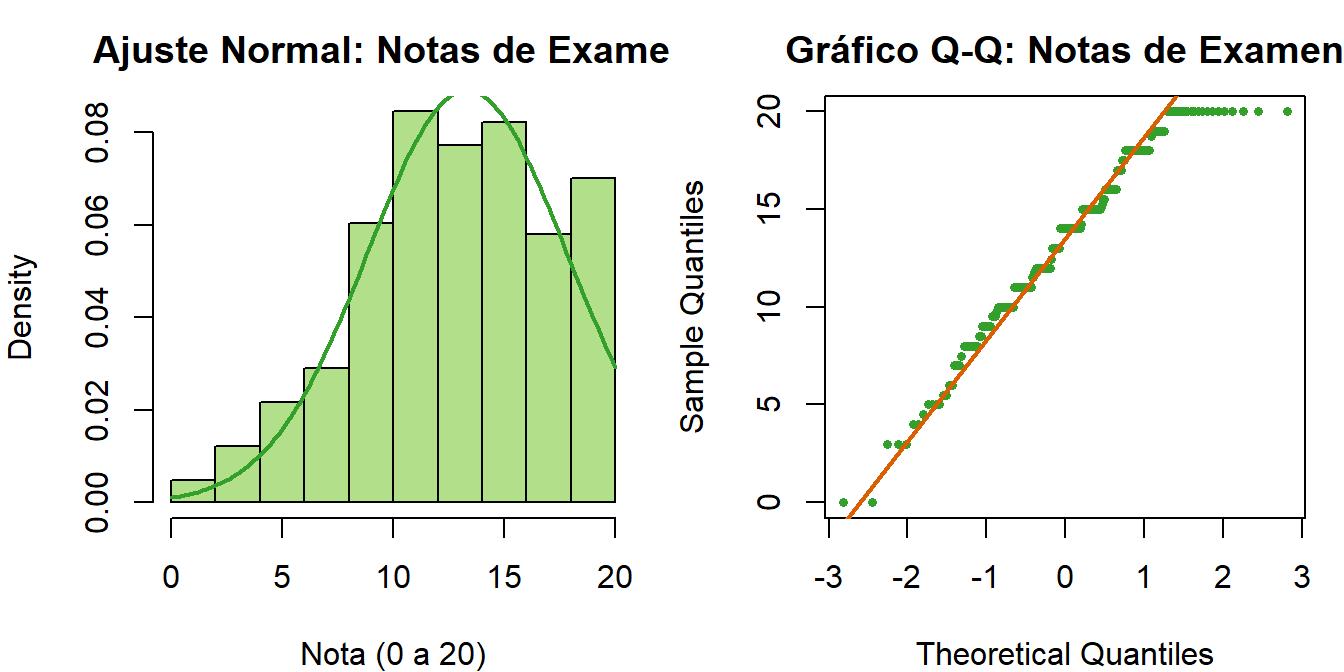 Ajuste Normal: Notas de Exame
Density
0.00 0.02 0.04 0.06 0.08
0 5 10 15 20
Nota (0 a 20)
Gráfico Q-Q: Notas de Examen
Sample Quantiles
0 5 10 15 20
-3 -2 -1 0 1 2 3
Theoretical Quantiles